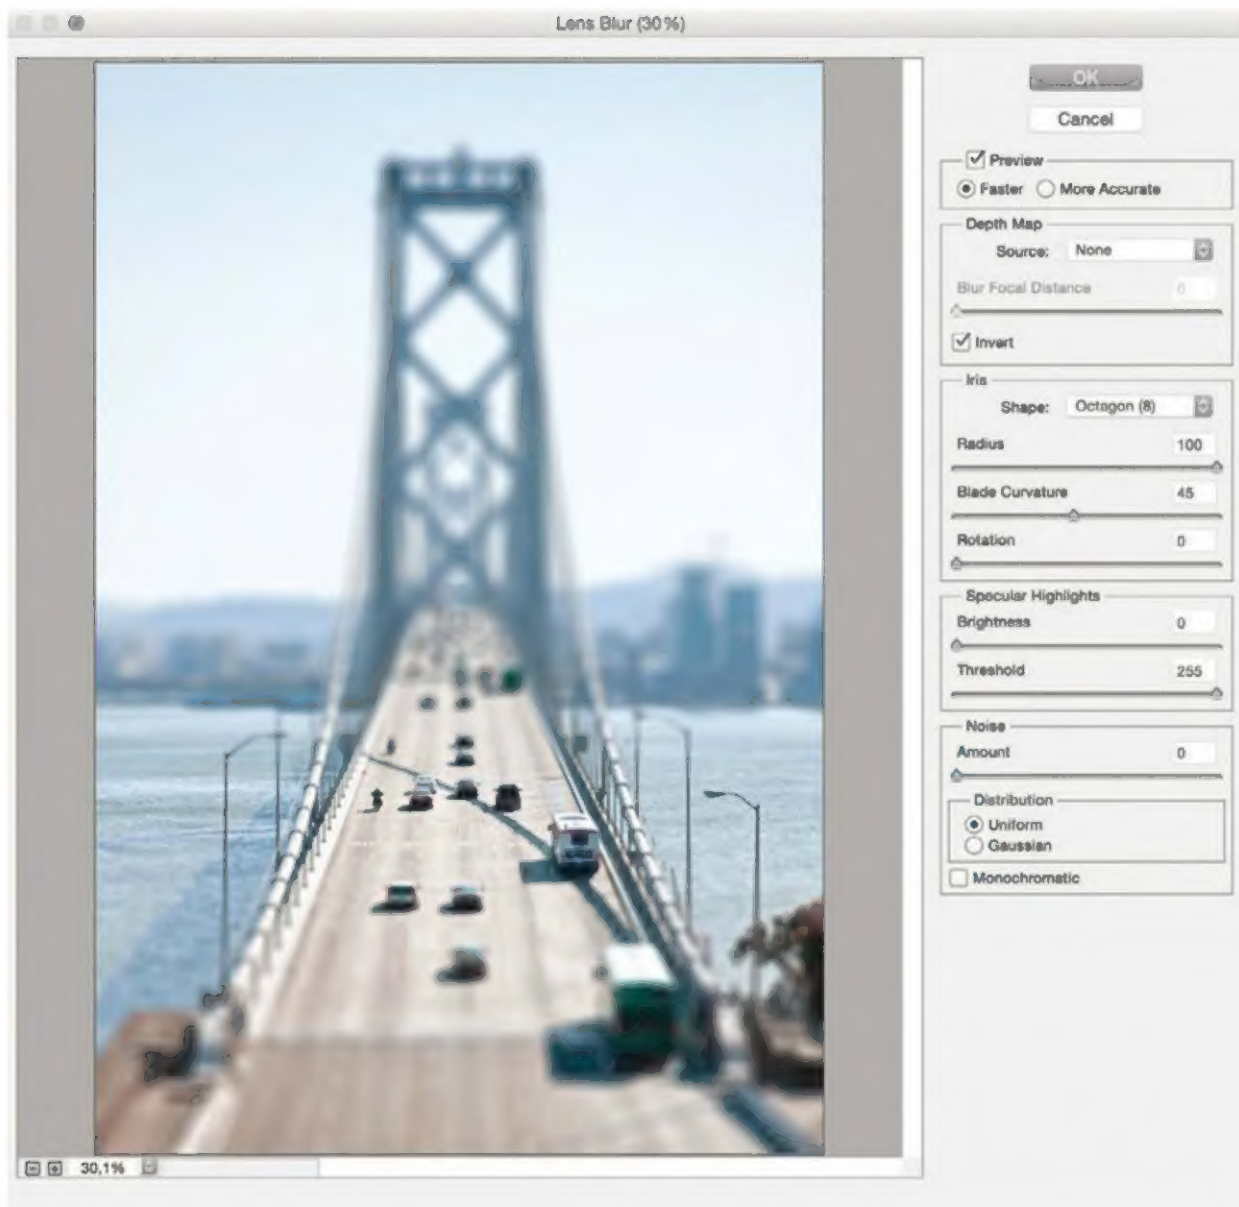 Lens Blur (30%)
OK
Cancel
Preview
Faster
More Accurate
Depth Map
Source: None
Blur Focal Distance 0
Invert
Iris
Shape: Octagon (8)
Radius 100
Blade Curvature 45
Rotation 0
Specular Highlights
Brightness 0
Threshold 255
Noise
Amount 0
Distribution
Uniform
Gaussian
Monochromatic
30,1%